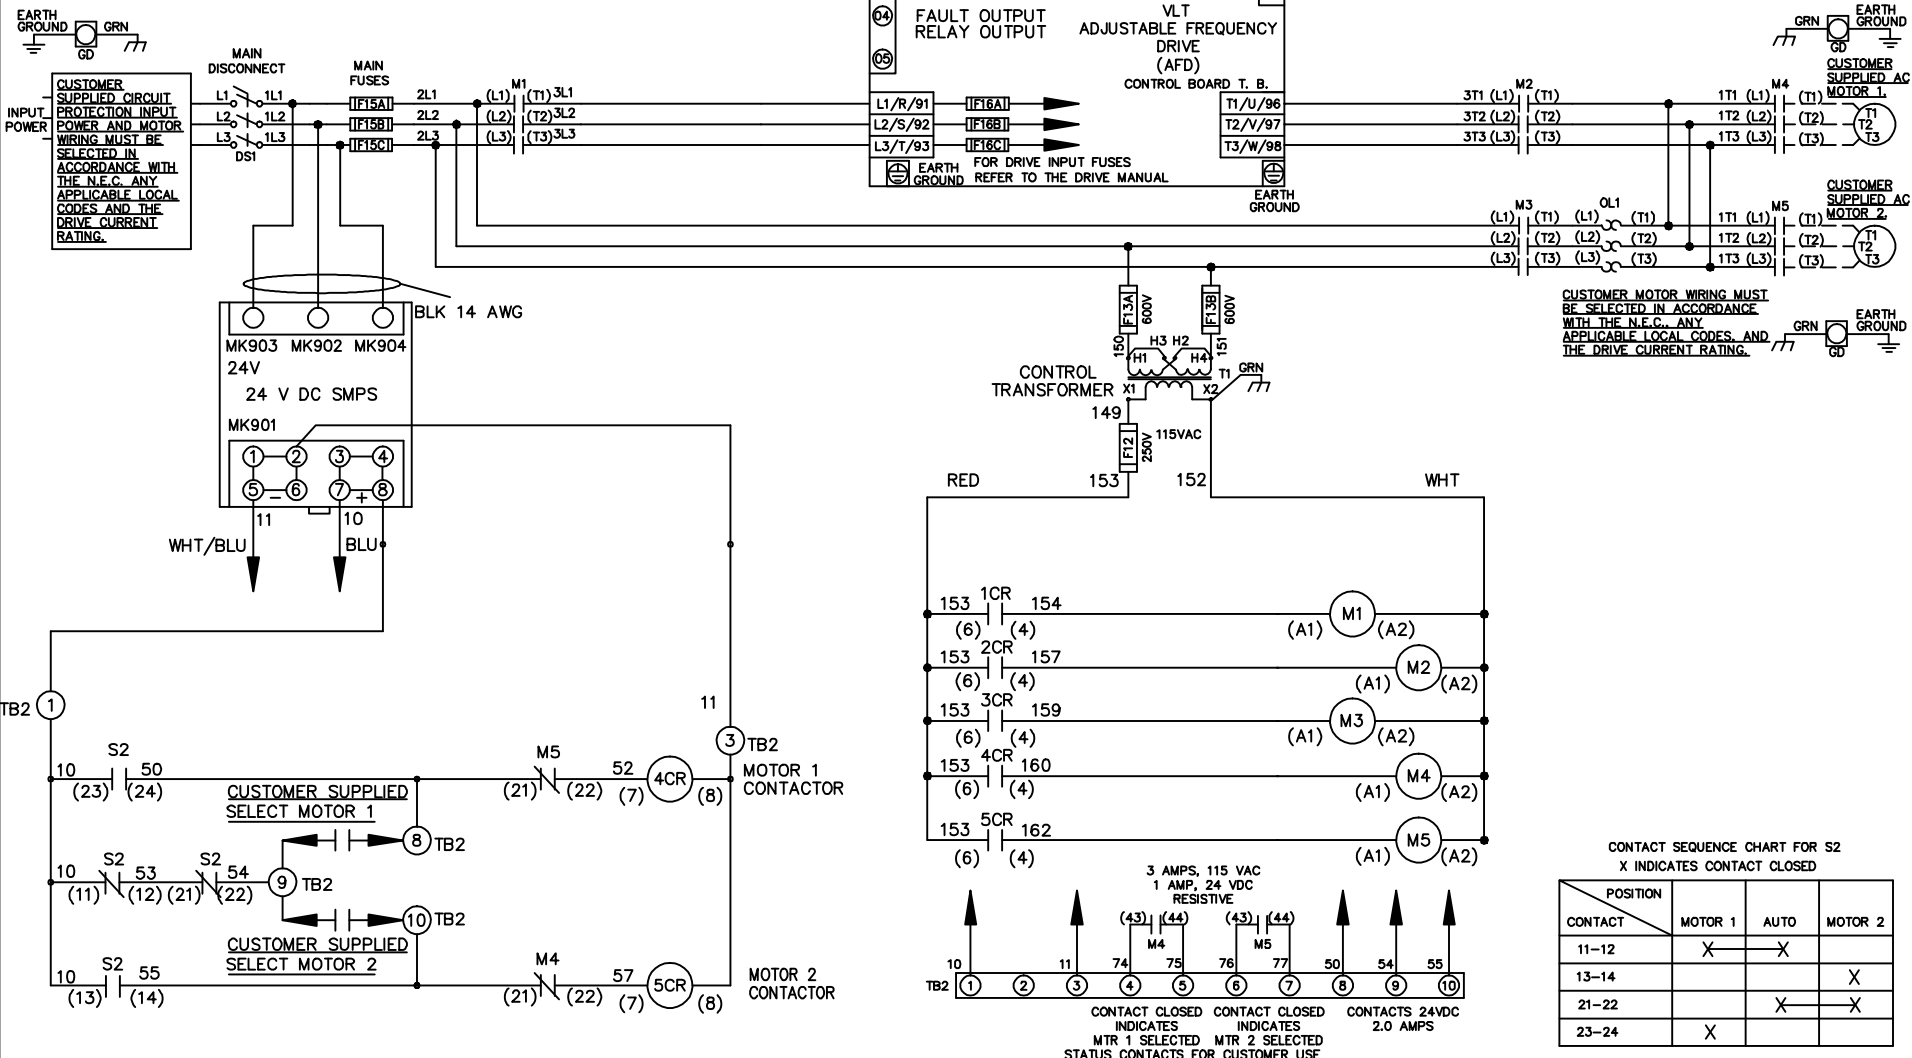 EARTH
GROUND
GRN
GD
MAIN
DISCONNECT
MAIN
FUSES
INPUT
POWER
CUSTOMER
SUPPLIED CIRCUIT
PROTECTION INPUT
POWER AND MOTOR
WIRING MUST BE
SELECTED IN
ACCORDANCE WITH
THE N.E.C. ANY
APPLICABLE LOCAL
CODES AND THE
DRIVE CURRENT
RATING.
L1 1L1 F15A 2L1 (L1) M1 (T1) 3L1
L2 1L2 F15B 2L2 (L2) (T2) 3L2
L3 1L3 F15C 2L3 (L3) (T3) 3L3
DS1
04
05
FAULT OUTPUT
RELAY OUTPUT
VLT
ADJUSTABLE FREQUENCY
DRIVE
(AFD)
CONTROL BOARD T. B.
L1/R/91 F16A T1/U/96
L2/S/92 F16B T2/V/97
L3/T/93 F16C T3/W/98
EARTH
GROUND
FOR DRIVE INPUT FUSES
REFER TO THE DRIVE MANUAL
EARTH
GROUND
GRN
GD
EARTH
GROUND
CUSTOMER
SUPPLIED AC
MOTOR 1.
3T1 (L1) M2 (T1) 1T1 (L1) M4 (T1) T1
3T2 (L2) (T2) 1T2 (L2) (T2) T2
3T3 (L3) (T3) 1T3 (L3) (T3) T3
CUSTOMER
SUPPLIED AC
MOTOR 2.
(L1) M3 (T1) (L1) OL1 (T1) 1T1 (L1) M5 (T1) T1
(L2) (T2) (L2) (T2) 1T2 (L2) (T2) T2
(L3) (T3) (L3) (T3) 1T3 (L3) (T3) T3
CUSTOMER MOTOR WIRING MUST
BE SELECTED IN ACCORDANCE
WITH THE N.E.C., ANY
APPLICABLE LOCAL CODES, AND
THE DRIVE CURRENT RATING.
GRN
GD
EARTH
GROUND
BLK 14 AWG
MK903 MK902 MK904
24V
24 V DC SMPS
MK901
1 2 3 4
5 - 6 7 + 8
11 10
WHT/BLU BLU
F13A 600V F13B 600V
150 H3 H2 151
H1 H4
CONTROL
TRANSFORMER
X1 X2 T1 GRN
149
F12 250V 115VAC
153 152
RED WHT
153 1CR 154 M1
(6) (4) (A1) (A2)
153 2CR 157 M2
(6) (4) (A1) (A2)
153 3CR 159 M3
(6) (4) (A1) (A2)
153 4CR 160 M4
(6) (4) (A1) (A2)
153 5CR 162 M5
(6) (4) (A1) (A2)
TB2 1
11
3 TB2
10 S2 50 M5 52 4CR
(23) (24) (21) (22) (7) (8)
MOTOR 1
CONTACTOR
CUSTOMER SUPPLIED
SELECT MOTOR 1
8 TB2
10 S2 53 S2 54 9 TB2
(11) (12) (21) (22)
10 TB2
CUSTOMER SUPPLIED
SELECT MOTOR 2
10 S2 55 M4 57 5CR
(13) (14) (21) (22) (7) (8)
MOTOR 2
CONTACTOR
3 AMPS, 115 VAC
1 AMP, 24 VDC
RESISTIVE
(43) (44) (43) (44)
M4 M5
10 11 74 75 76 77 50 54 55
TB2 1 2 3 4 5 6 7 8 9 10
CONTACT CLOSED
INDICATES
MTR 1 SELECTED
CONTACT CLOSED
INDICATES
MTR 2 SELECTED
CONTACTS 24VDC
2.0 AMPS
STATUS CONTACTS FOR CUSTOMER USE
CONTACT SEQUENCE CHART FOR S2
X INDICATES CONTACT CLOSED
POSITION
CONTACT MOTOR 1 AUTO MOTOR 2
11-12 X X
13-14 X
21-22 X X
23-24 X